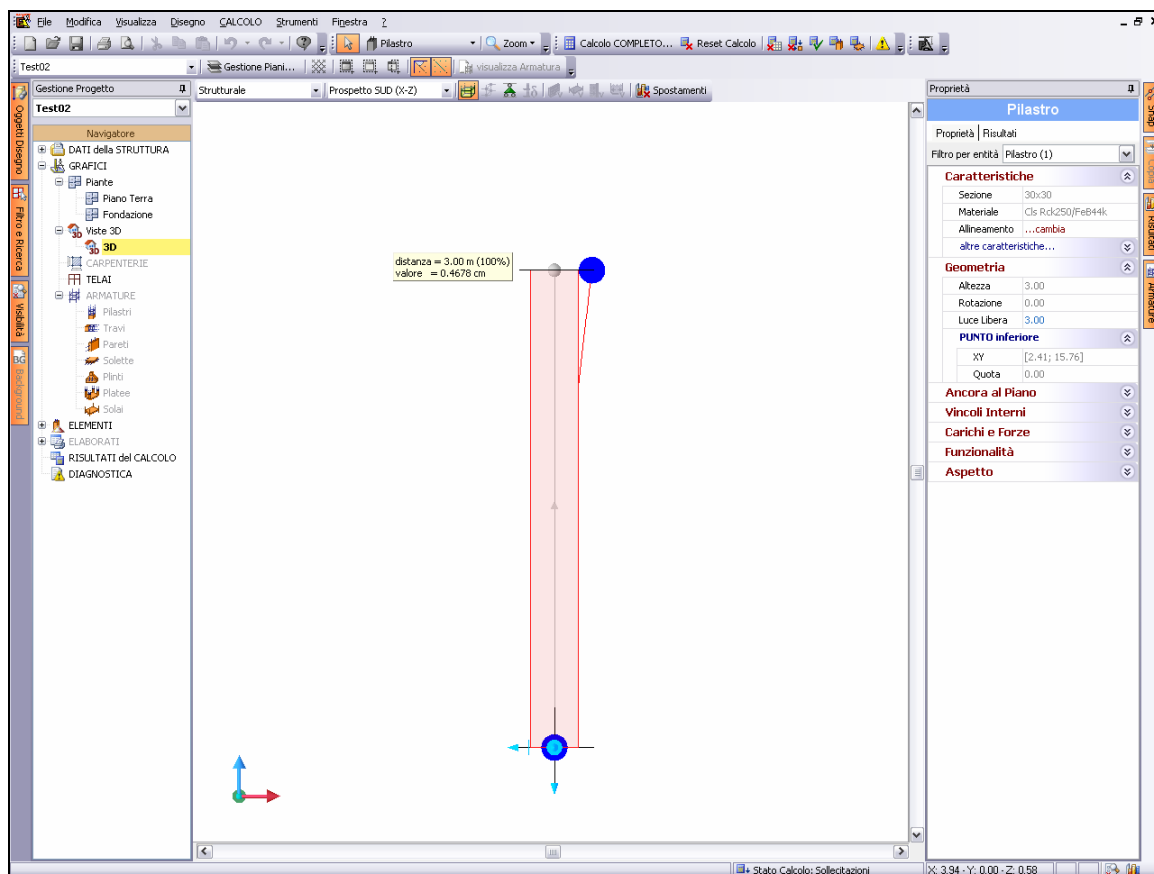 File Modifica Visualizza Disegno CALCOLO Strumenti Finestra ?
Pilastro Zoom Calcolo COMPLETO... Reset Calcolo
Test02 Gestione Piani... visualizza Armatura
Gestione Progetto
Strutturale Prospetto SUD (X-Z) Spostamenti
Test02
Navigatore
DATI della STRUTTURA
GRAFICI
Piante
Piano Terra
Fondazione
Viste 3D
3D
CARPENTERIE
TELAI
ARMATURE
Pilastri
Travi
Pareti
Solette
Plinti
Platee
Solai
ELEMENTI
ELABORATI
RISULTATI del CALCOLO
DIAGNOSTICA
Oggetti Disegno
Filtro e Ricerca
Visibilità
BG Background
distanza = 3.00 m (100%)
valore = 0.4678 cm
Proprietà
Pilastro
Proprietà Risultati
Filtro per entità Pilastro (1)
Caratteristiche
Sezione 30x30
Materiale Cls Rck250/FeB44k
Allineamento ...cambia
altre caratteristiche...
Geometria
Altezza 3.00
Rotazione 0.00
Luce Libera 3.00
PUNTO inferiore
XY [2.41; 15.76]
Quota 0.00
Ancora al Piano
Vincoli Interni
Carichi e Forze
Funzionalità
Aspetto
Snap
Copia
Risultati
Armature
Stato Calcolo: Sollecitazioni
X: 3.94 - Y: 0.00 - Z: 0.58